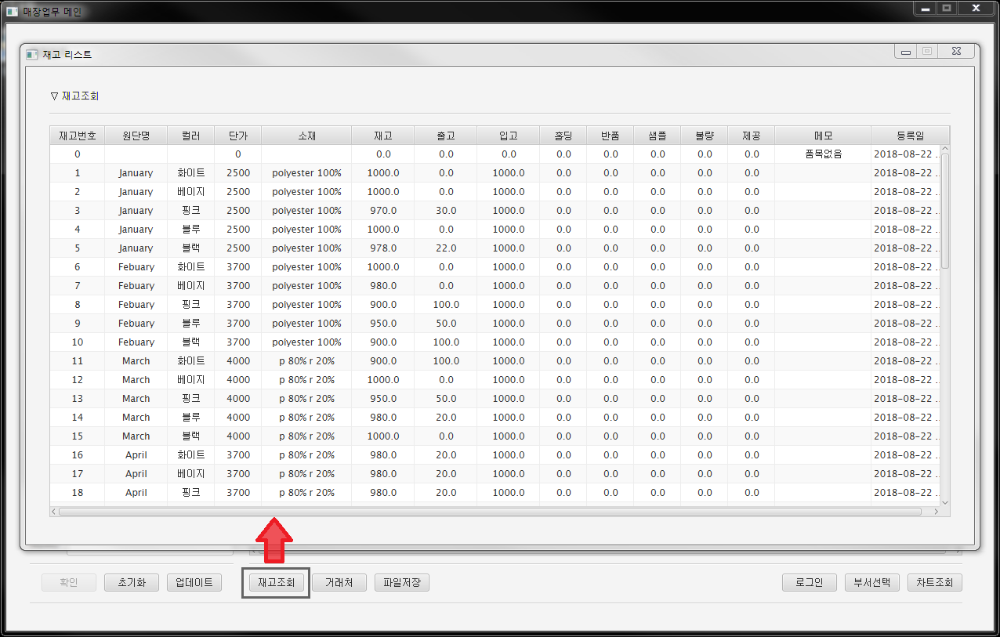 매장업무 메인
재고 리스트
▽ 재고조회
재고번호 원단명 컬러 단가 소재 재고 출고 입고 홀딩 반품 샘플 불량 제공 메모 등록일
0 0 0.0 0.0 0.0 0.0 0.0 0.0 0.0 0.0 품목없음 2018-08-22 ..
1 January 화이트 2500 polyester 100% 1000.0 0.0 1000.0 0.0 0.0 0.0 0.0 0.0 2018-08-22 ..
2 January 베이지 2500 polyester 100% 1000.0 0.0 1000.0 0.0 0.0 0.0 0.0 0.0 2018-08-22 ..
3 January 핑크 2500 polyester 100% 970.0 30.0 1000.0 0.0 0.0 0.0 0.0 0.0 2018-08-22 ..
4 January 블루 2500 polyester 100% 1000.0 0.0 1000.0 0.0 0.0 0.0 0.0 0.0 2018-08-22 ..
5 January 블랙 2500 polyester 100% 978.0 22.0 1000.0 0.0 0.0 0.0 0.0 0.0 2018-08-22 ..
6 Febuary 화이트 3700 polyester 100% 1000.0 0.0 1000.0 0.0 0.0 0.0 0.0 0.0 2018-08-22 ..
7 Febuary 베이지 3700 polyester 100% 980.0 0.0 1000.0 0.0 0.0 0.0 0.0 0.0 2018-08-22 ..
8 Febuary 핑크 3700 polyester 100% 900.0 100.0 1000.0 0.0 0.0 0.0 0.0 0.0 2018-08-22 ..
9 Febuary 블루 3700 polyester 100% 950.0 50.0 1000.0 0.0 0.0 0.0 0.0 0.0 2018-08-22 ..
10 Febuary 블랙 3700 polyester 100% 900.0 100.0 1000.0 0.0 0.0 0.0 0.0 0.0 2018-08-22 ..
11 March 화이트 4000 p 80% r 20% 900.0 100.0 1000.0 0.0 0.0 0.0 0.0 0.0 2018-08-22 ..
12 March 베이지 4000 p 80% r 20% 1000.0 0.0 1000.0 0.0 0.0 0.0 0.0 0.0 2018-08-22 ..
13 March 핑크 4000 p 80% r 20% 950.0 50.0 1000.0 0.0 0.0 0.0 0.0 0.0 2018-08-22 ..
14 March 블루 4000 p 80% r 20% 980.0 20.0 1000.0 0.0 0.0 0.0 0.0 0.0 2018-08-22 ..
15 March 블랙 4000 p 80% r 20% 1000.0 0.0 1000.0 0.0 0.0 0.0 0.0 0.0 2018-08-22 ..
16 April 화이트 3700 p 80% r 20% 980.0 20.0 1000.0 0.0 0.0 0.0 0.0 0.0 2018-08-22 ..
17 April 베이지 3700 p 80% r 20% 980.0 20.0 1000.0 0.0 0.0 0.0 0.0 0.0 2018-08-22 ..
18 April 핑크 3700 p 80% r 20% 980.0 20.0 1000.0 0.0 0.0 0.0 0.0 0.0 2018-08-22 ..
확인 초기화 업데이트 재고조회 거래처 파일저장 로그인 부서선택 차트조회